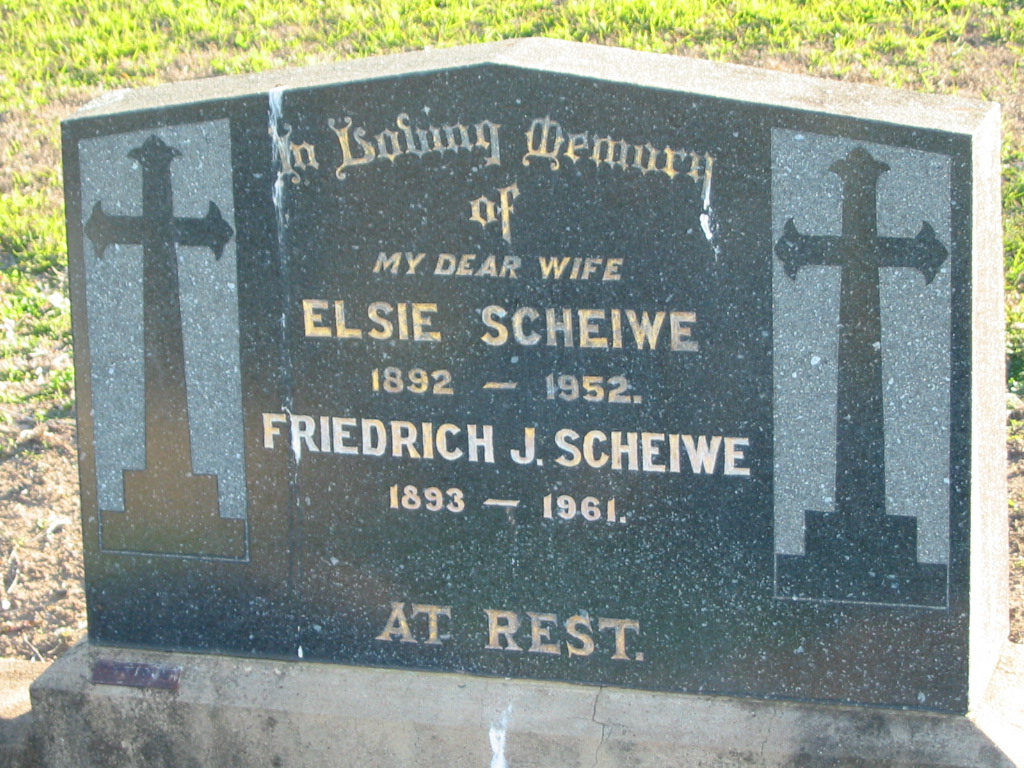 In Loving Memory
of
MY DEAR WIFE
ELSIE SCHEIWE
1892 — 1952.
FRIEDRICH J. SCHEIWE
1893 — 1961.
AT REST.